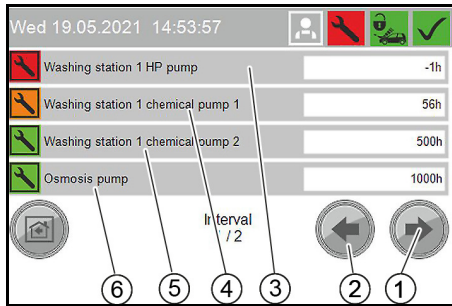 Wed 19.05.2021 14:53:57
Washing station 1 HP pump -1h
Washing station 1 chemical pump 1 56h
Washing station 1 chemical pump 2 500h
Osmosis pump 1000h
Interval
/ 2
6 5 4 3 2 1